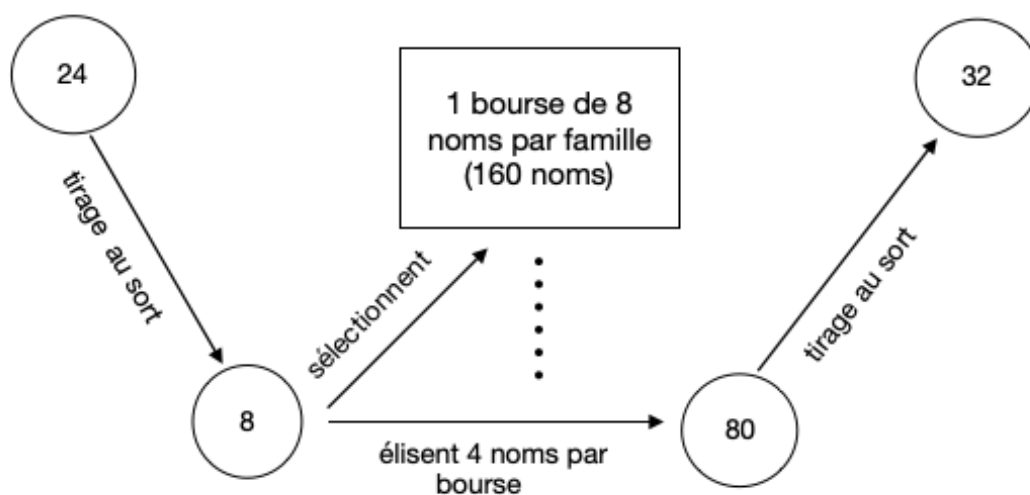 24
1 bourse de 8
noms par famille
(160 noms)
32
tirage au sort
sélectionnent
tirage au sort
8
80
élisent 4 noms par
bourse